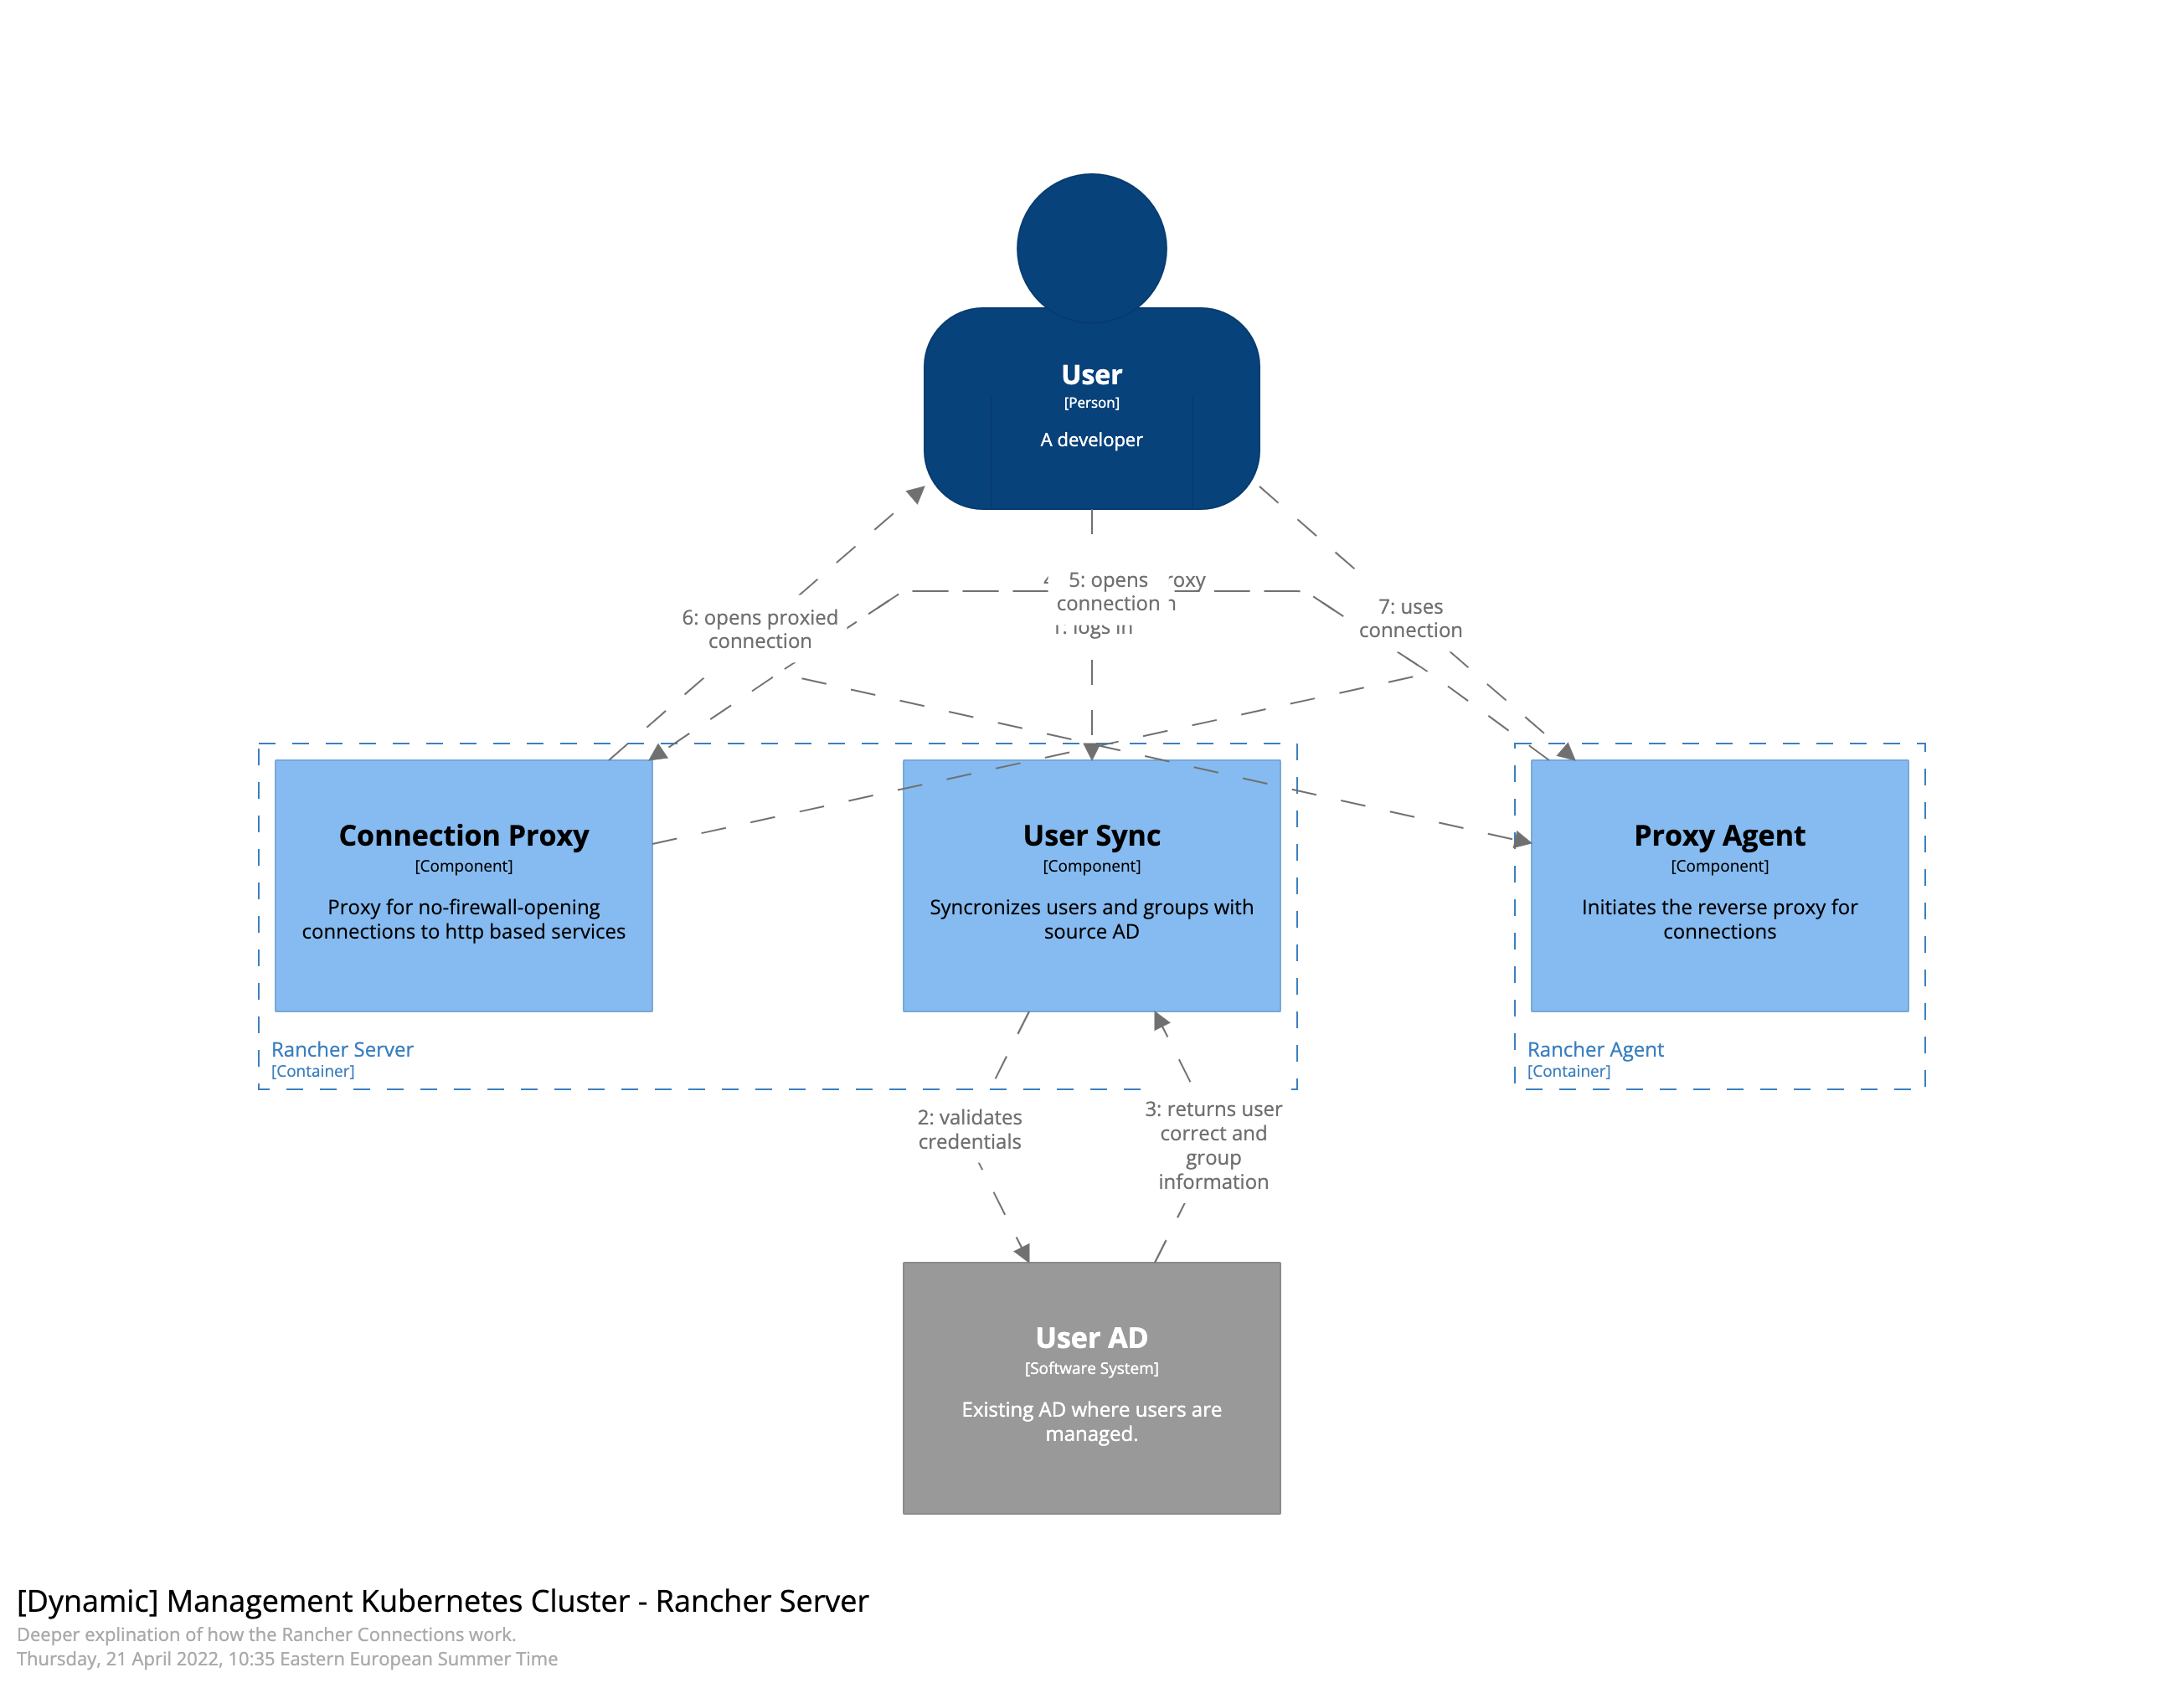 User
[Person]
A developer
5: opens
connection
1: logs in
6: opens proxied
connection
7: uses
connection
Connection Proxy
[Component]
Proxy for no-firewall-opening
connections to http based services
User Sync
[Component]
Syncronizes users and groups with
source AD
Proxy Agent
[Component]
Initiates the reverse proxy for
connections
Rancher Server
[Container]
Rancher Agent
[Container]
2: validates
credentials
3: returns user
correct and
group
information
User AD
[Software System]
Existing AD where users are
managed.
[Dynamic] Management Kubernetes Cluster - Rancher Server
Deeper explination of how the Rancher Connections work.
Thursday, 21 April 2022, 10:35 Eastern European Summer Time